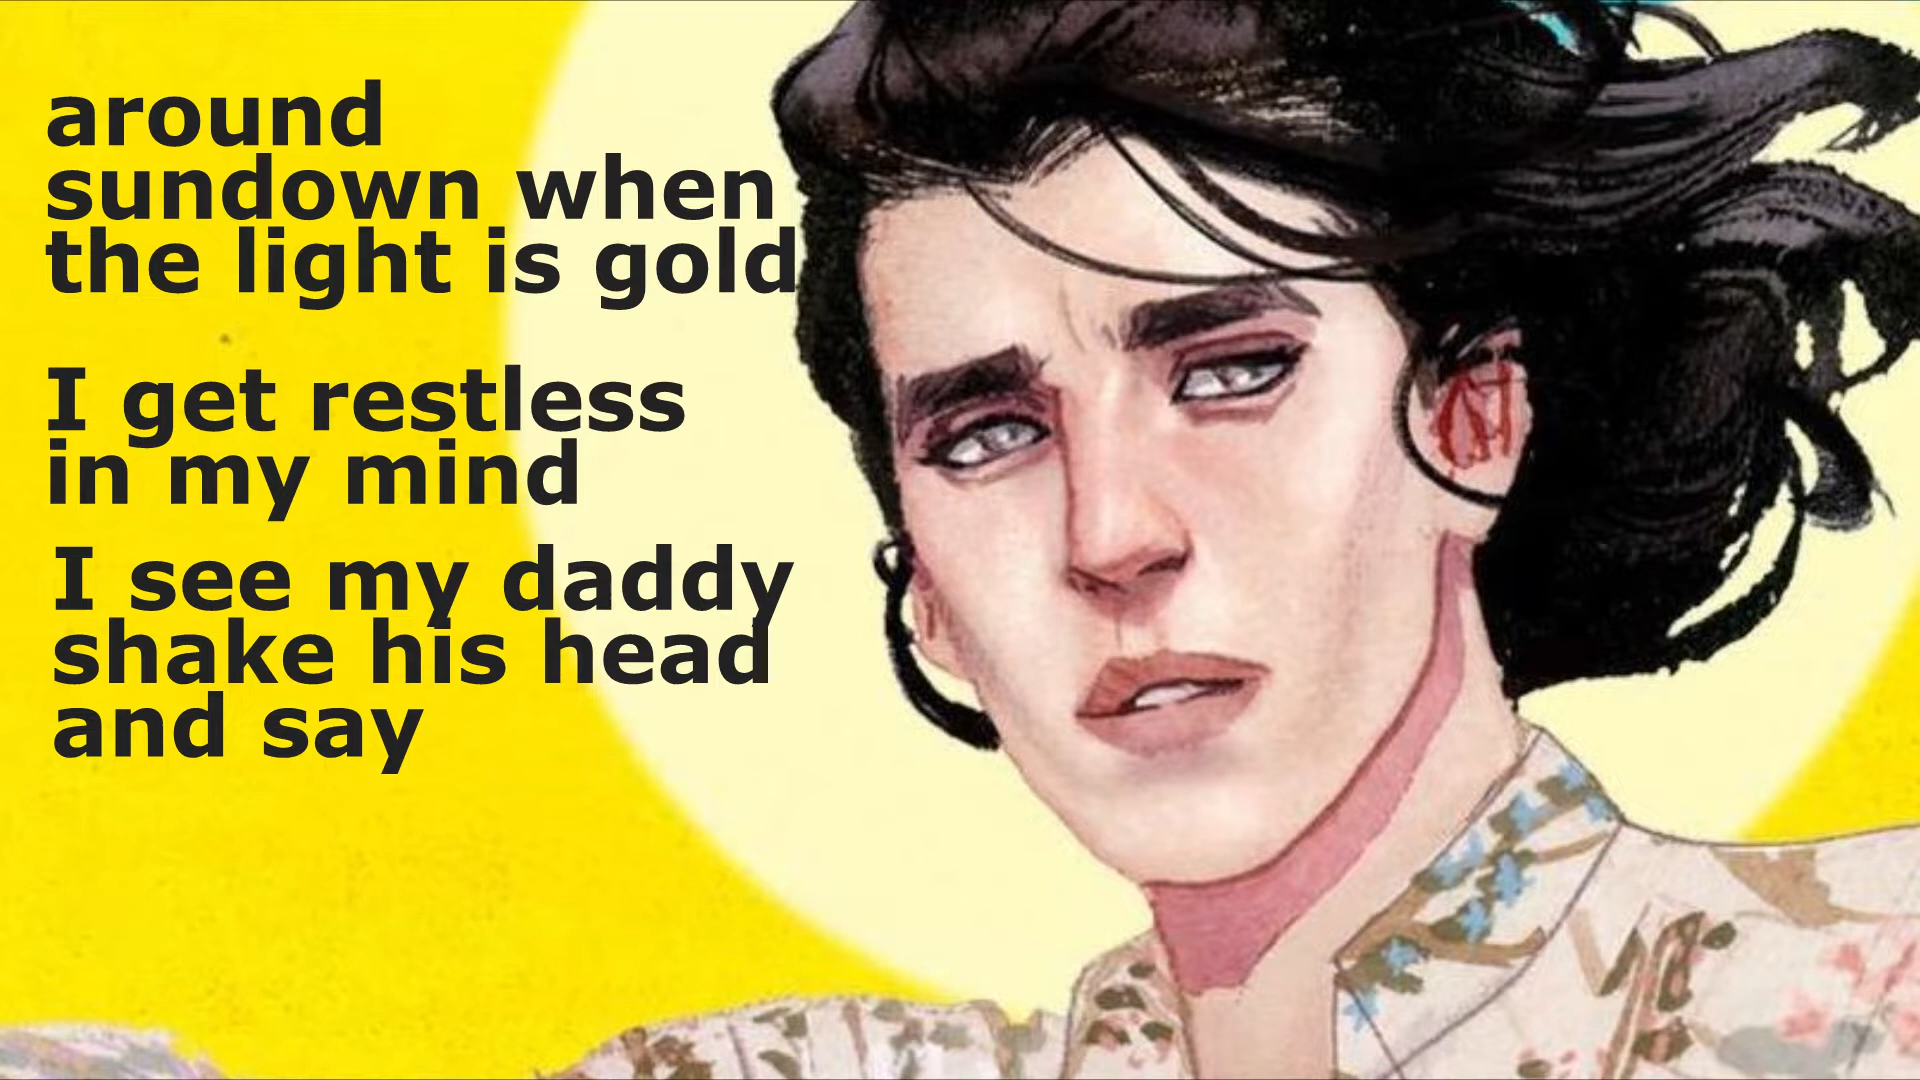 around
sundown when
the light is gold
I get restless
in my mind
I see my daddy
shake his head
and say